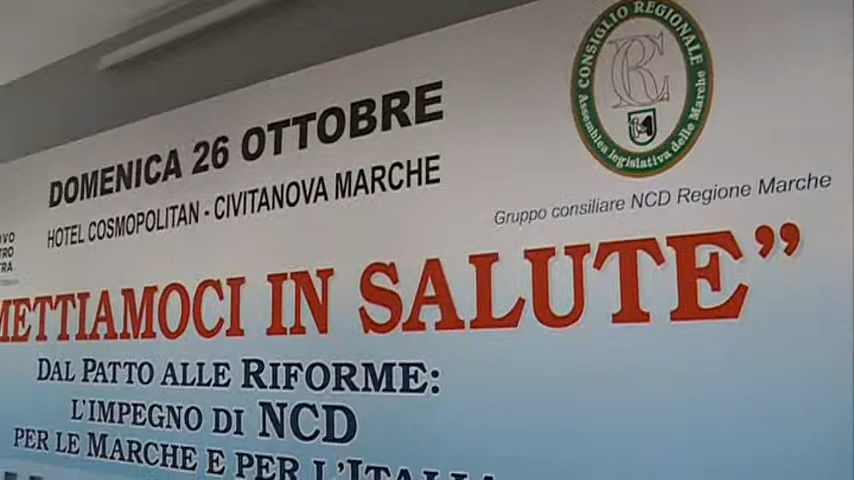 CONSIGLIO REGIONALE
Assemblea legislativa delle Marche
DOMENICA 26 OTTOBRE
HOTEL COSMOPOLITAN - CIVITANOVA MARCHE
Gruppo consiliare NCD Regione Marche
METTIAMOCI IN SALUTE”
DAL PATTO ALLE RIFORME:
L'IMPEGNO DI NCD
PER LE MARCHE E PER L'ITALIA